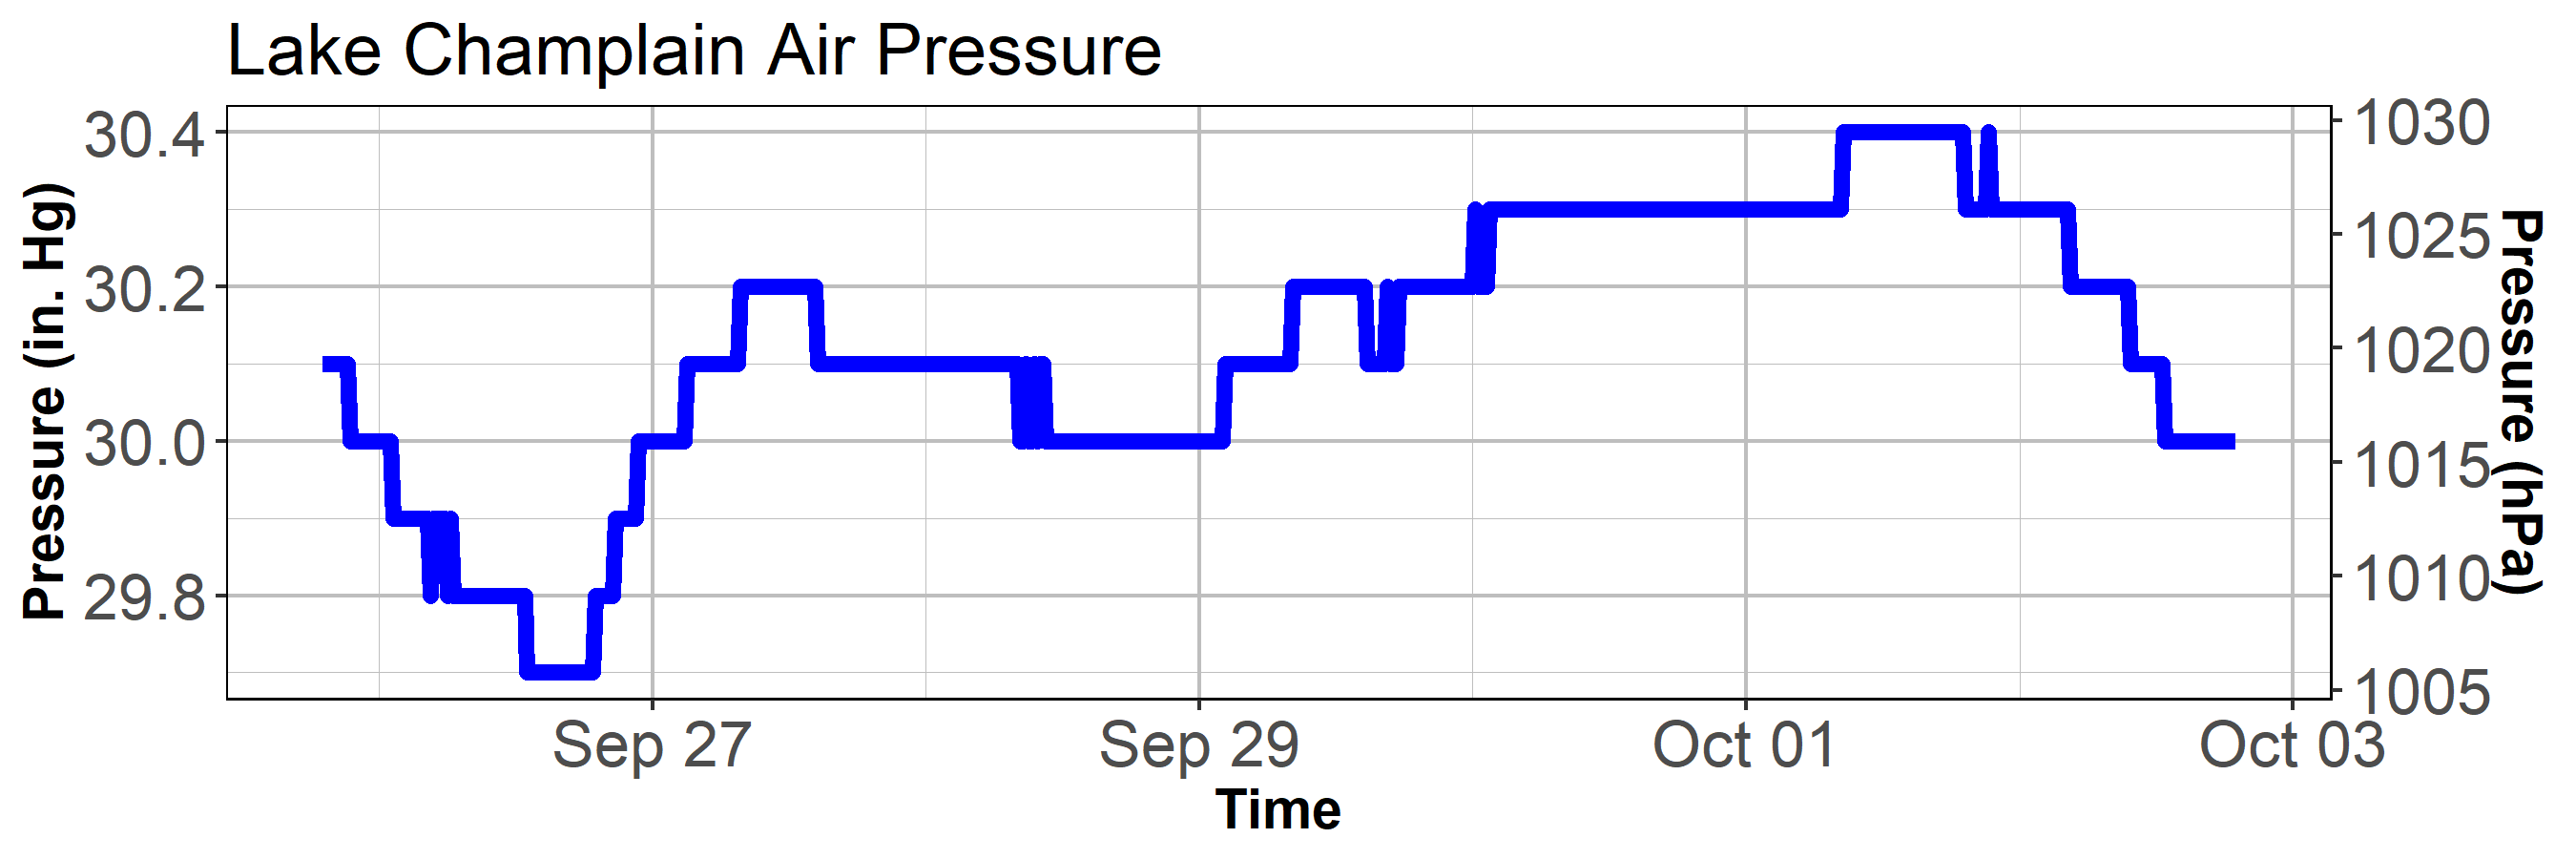 Lake Champlain Air Pressure
30.4
30.2
30.0
29.8
Pressure (in. Hg)
1030
1025
1020
1015
1010
1005
Pressure (hPa)
Sep 27
Sep 29
Oct 01
Oct 03
Time